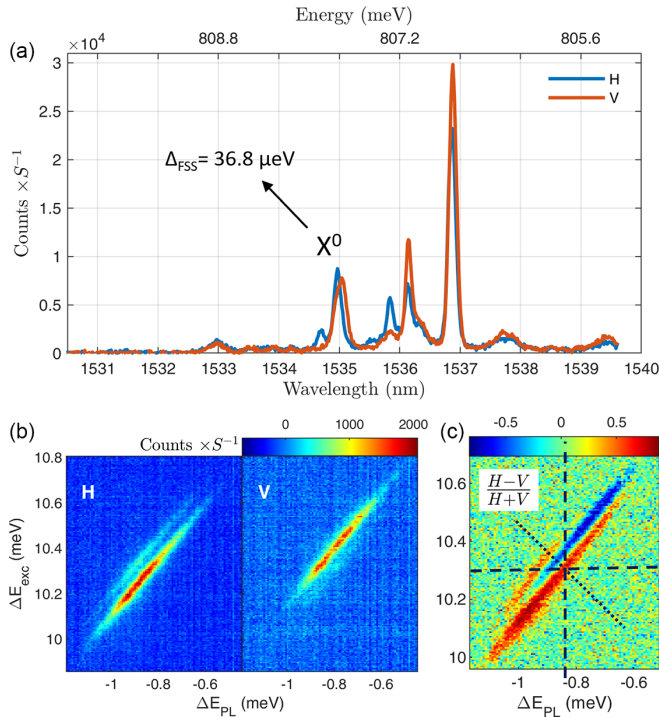 Energy (meV)
808.8 807.2 805.6
×10⁴
(a)
3
2.5
2
1.5
1
0.5
0
Counts ×S⁻¹
H
V
Δ_FSS= 36.8 µeV
X⁰
1531 1532 1533 1534 1535 1536 1537 1538 1539 1540
Wavelength (nm)
(b) Counts ×S⁻¹ 0 1000 2000
(c) -0.5 0 0.5
10.8
10.6
10.4
10.2
10
ΔE_exc (meV)
H
V
-1 -0.8 -0.6 -1 -0.8 -0.6
ΔE_PL (meV)
H−V
H+V
10.6
10.4
10.2
10
-1 -0.8 -0.6
ΔE_PL (meV)